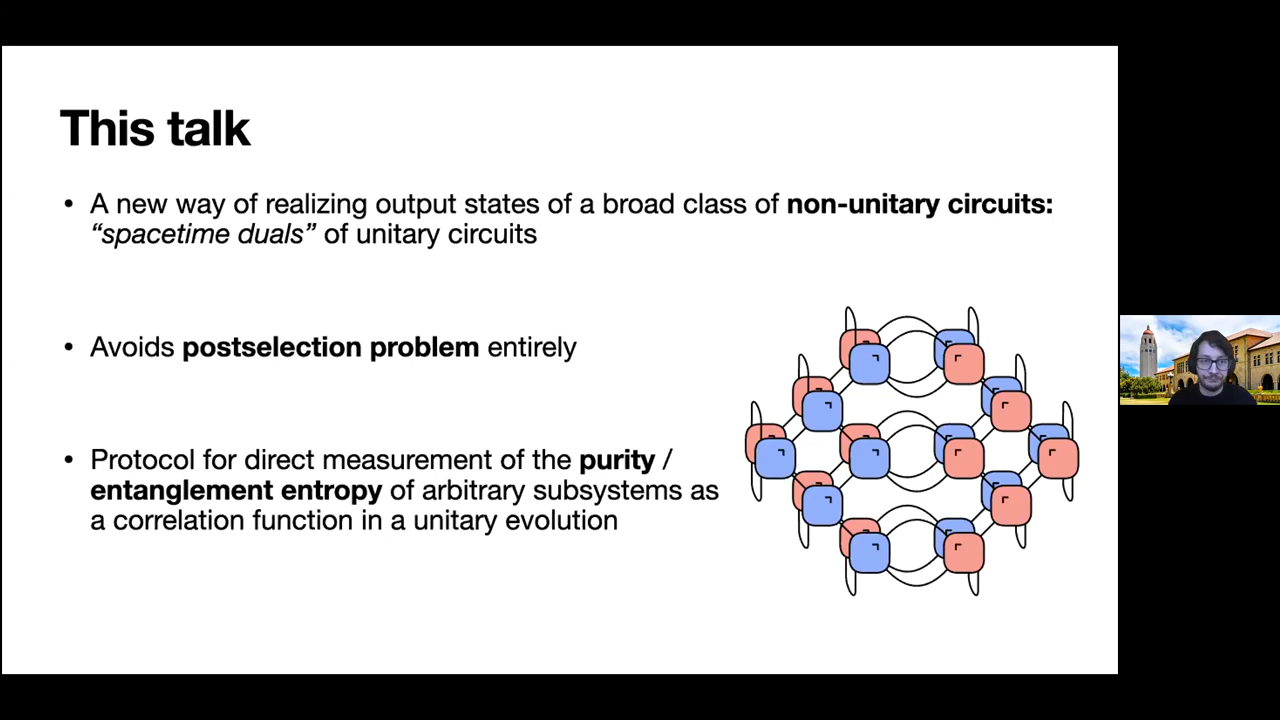 This talk
• A new way of realizing output states of a broad class of non-unitary circuits:
“spacetime duals” of unitary circuits
• Avoids postselection problem entirely
• Protocol for direct measurement of the purity /
entanglement entropy of arbitrary subsystems as
a correlation function in a unitary evolution